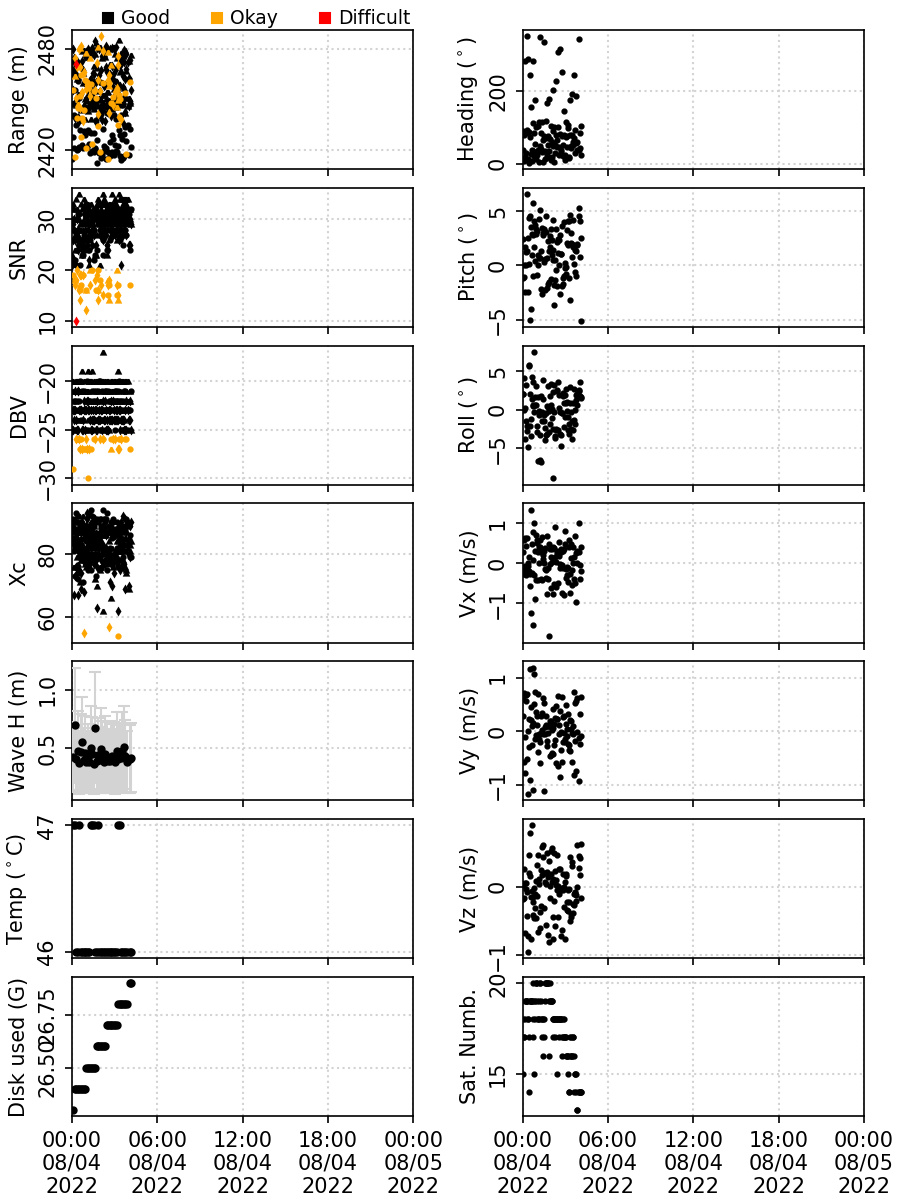 Good Okay Difficult
Range (m)
2480
2420
Heading (°)
200
0
SNR
30
20
10
Pitch (°)
5
0
−5
DBV
−20
−25
−30
Roll (°)
5
0
−5
Xc
80
60
Vx (m/s)
1
0
−1
Wave H (m)
1.0
0.5
Vy (m/s)
1
0
−1
Temp (°C)
47
46
Vz (m/s)
0
−1
Disk used (G)
26.75
26.50
Sat. Numb.
20
15
00:00 06:00 12:00 18:00 00:00
08/04 08/04 08/04 08/04 08/05
2022 2022 2022 2022 2022
00:00 06:00 12:00 18:00 00:00
08/04 08/04 08/04 08/04 08/05
2022 2022 2022 2022 2022